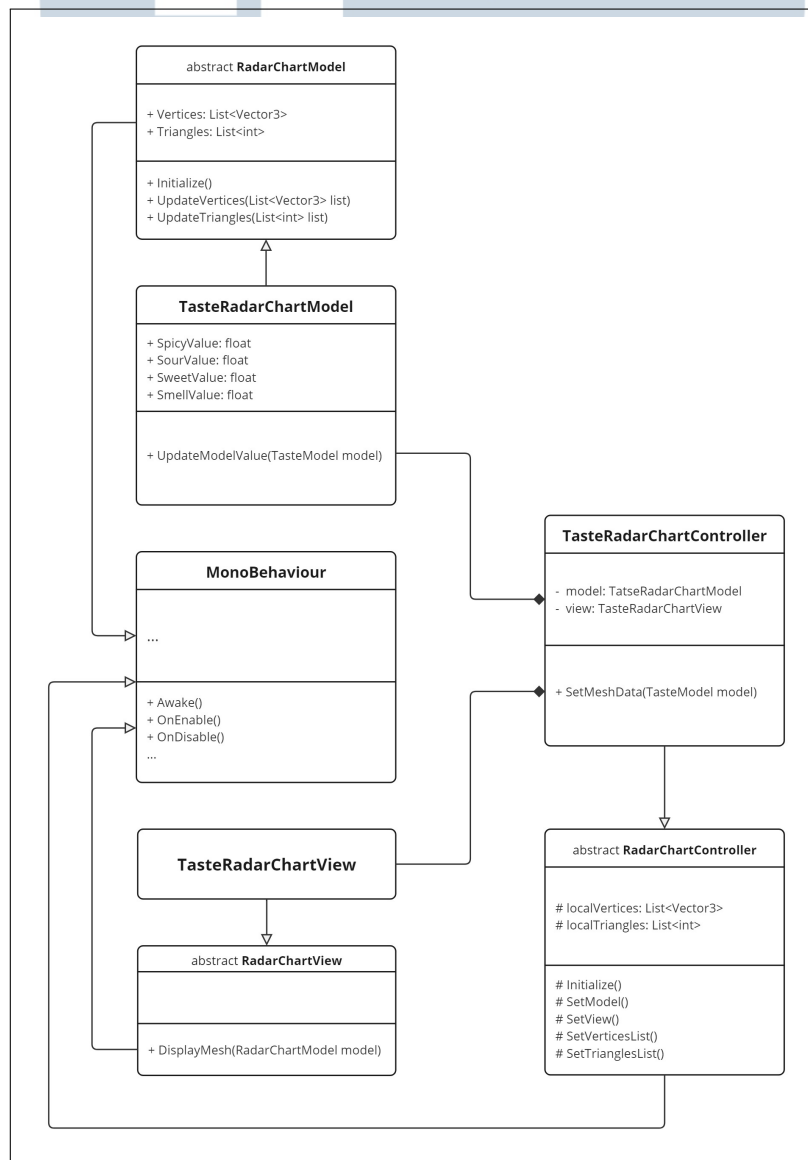 abstract RadarChartModel
+ Vertices: List<Vector3>
+ Triangles: List<int>
+ Initialize()
+ UpdateVertices(List<Vector3> list)
+ UpdateTriangles(List<int> list)
TasteRadarChartModel
+ SpicyValue: float
+ SourValue: float
+ SweetValue: float
+ SmellValue: float
+ UpdateModelValue(TasteModel model)
MonoBehaviour
...
+ Awake()
+ OnEnable()
+ OnDisable()
...
TasteRadarChartController
- model: TatseRadarChartModel
- view: TasteRadarChartView
+ SetMeshData(TasteModel model)
TasteRadarChartView
abstract RadarChartView
+ DisplayMesh(RadarChartModel model)
abstract RadarChartController
# localVertices: List<Vector3>
# localTriangles: List<int>
# Initialize()
# SetModel()
# SetView()
# SetVerticesList()
# SetTrianglesList()